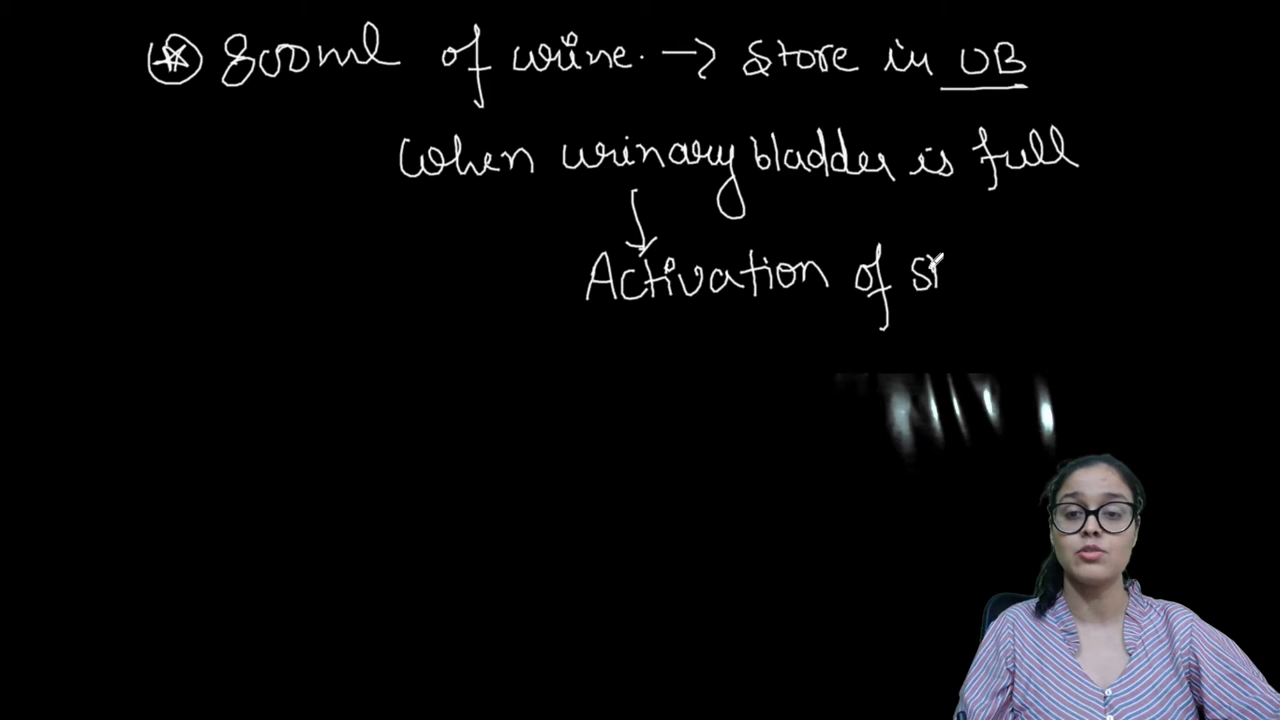 800ml of urine. → store in UB
When urinary bladder is full
↓
Activation of